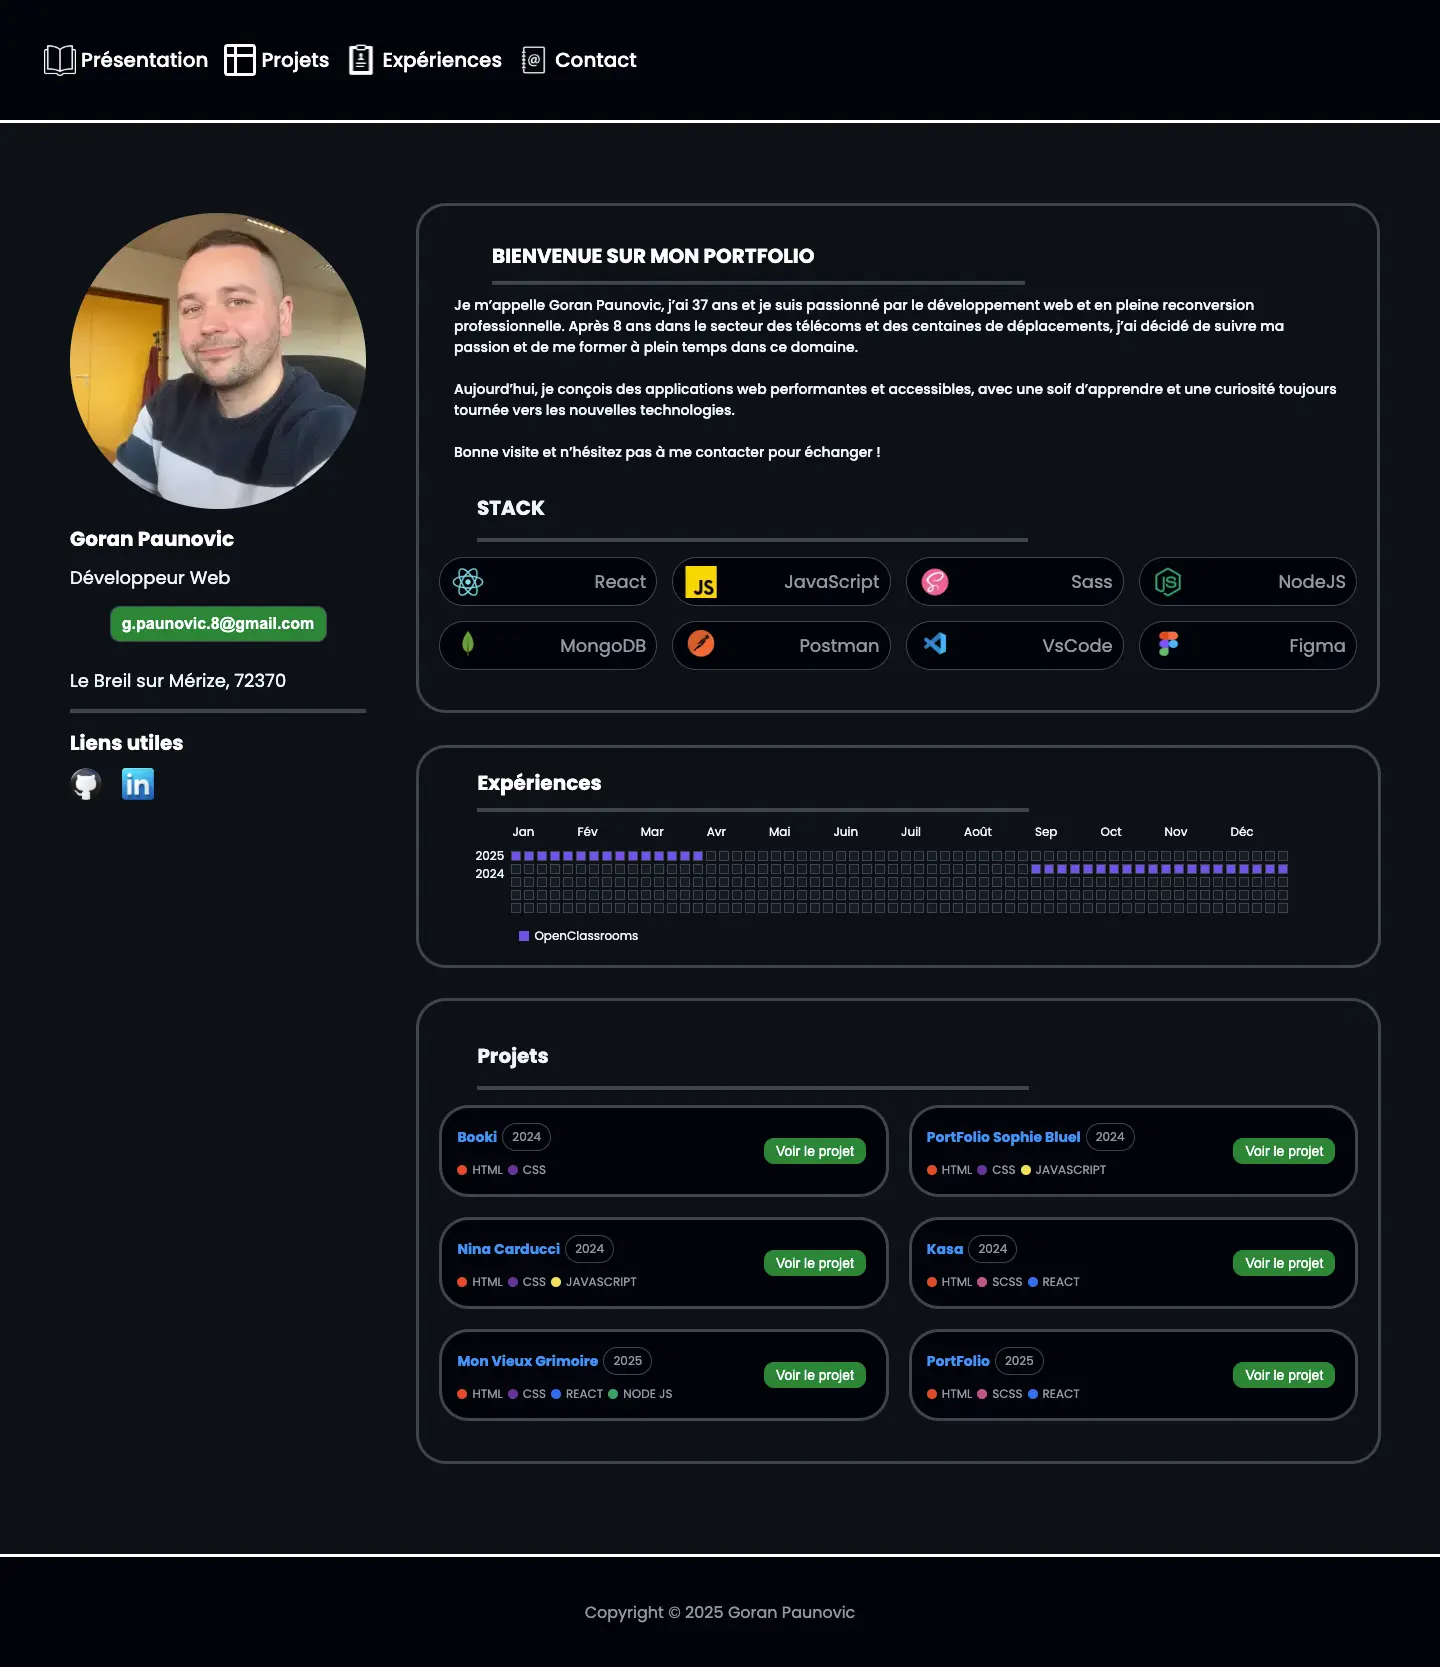 Présentation Projets Expériences Contact
Goran Paunovic
Développeur Web
g.paunovic.8@gmail.com
Le Breil sur Mérize, 72370
Liens utiles
in
BIENVENUE SUR MON PORTFOLIO
Je m’appelle Goran Paunovic, j’ai 37 ans et je suis passionné par le développement web et en pleine reconversion
professionnelle. Après 8 ans dans le secteur des télécoms et des centaines de déplacements, j’ai décidé de suivre ma
passion et de me former à plein temps dans ce domaine.
Aujourd’hui, je conçois des applications web performantes et accessibles, avec une soif d’apprendre et une curiosité toujours
tournée vers les nouvelles technologies.
Bonne visite et n’hésitez pas à me contacter pour échanger !
STACK
React
JS JavaScript
Sass
JS NodeJS
MongoDB
Postman
VsCode
Figma
Expériences
Jan Fév Mar Avr Mai Juin Juil Août Sep Oct Nov Déc
2025
2024
OpenClassrooms
Projets
Booki 2024
HTML CSS
Voir le projet
PortFolio Sophie Bluel 2024
HTML CSS JAVASCRIPT
Voir le projet
Nina Carducci 2024
HTML CSS JAVASCRIPT
Voir le projet
Kasa 2024
HTML SCSS REACT
Voir le projet
Mon Vieux Grimoire 2025
HTML CSS REACT NODE JS
Voir le projet
PortFolio 2025
HTML SCSS REACT
Voir le projet
Copyright © 2025 Goran Paunovic